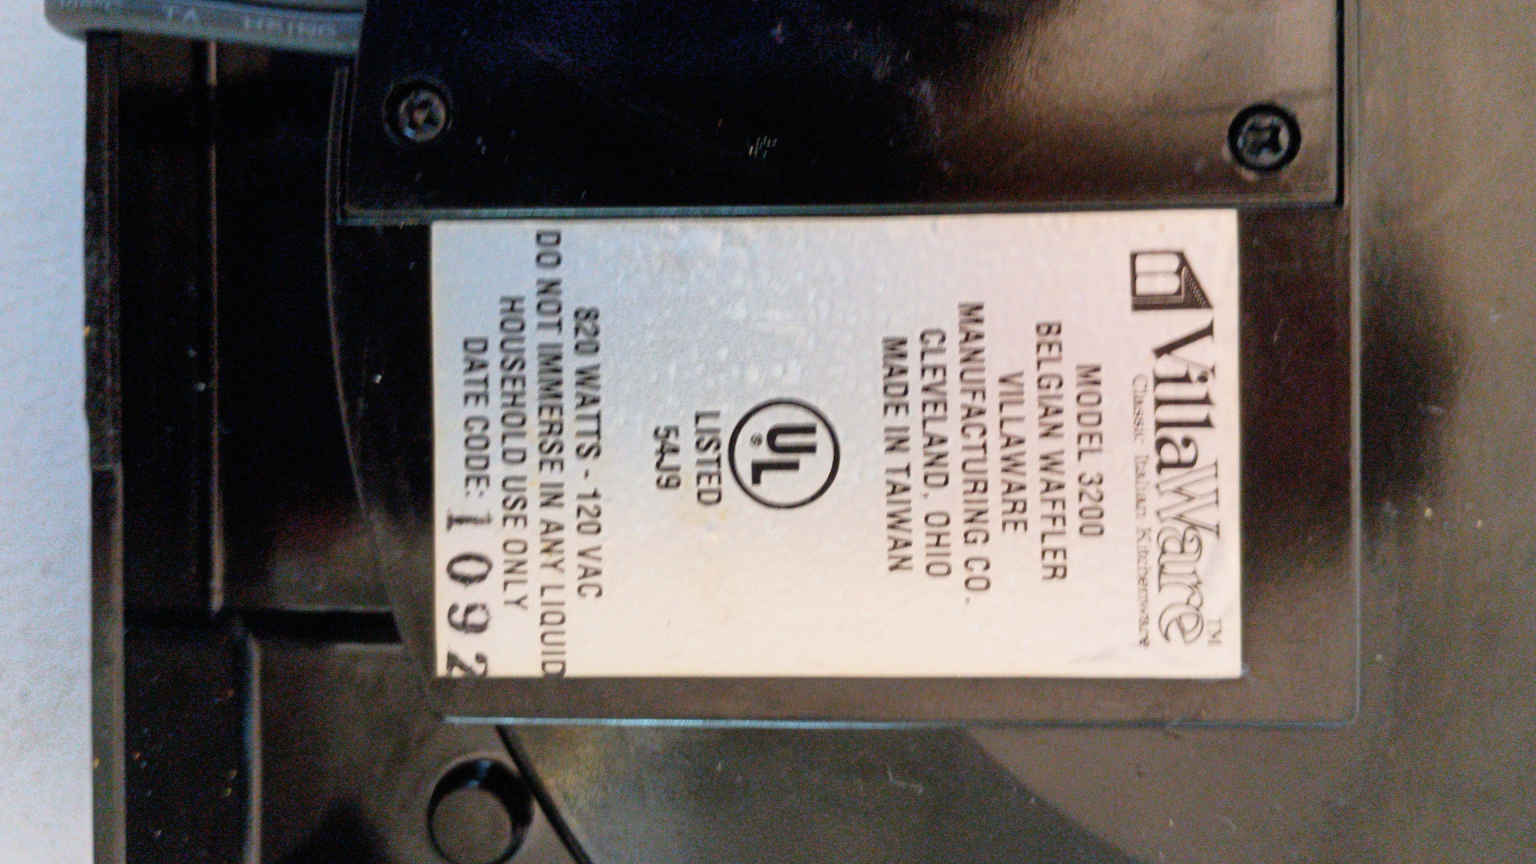 VillaWare™
Classic Italian Kitchenware
MODEL 3200
BELGIAN WAFFLER
VILLAWARE
MANUFACTURING CO.
CLEVELAND, OHIO
MADE IN TAIWAN
UL
®
LISTED
54J9
820 WATTS - 120 VAC
DO NOT IMMERSE IN ANY LIQUID
HOUSEHOLD USE ONLY
DATE CODE: 1092